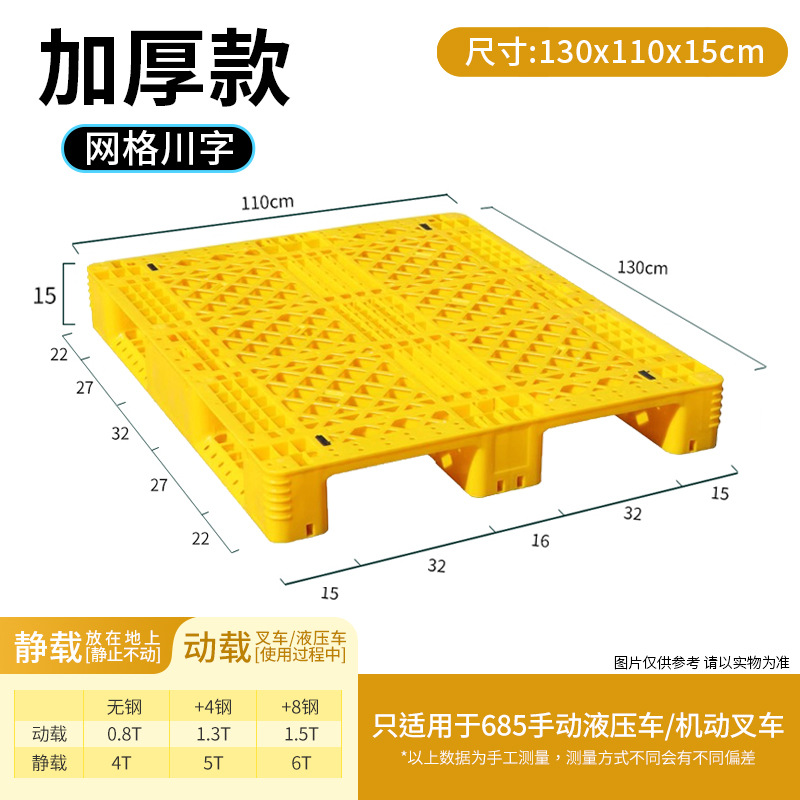 加厚款
尺寸:130x110x15cm
网格川字
110cm
130cm
15
22
27
32
27
22
15
32
16
32
15
静载 放在地上
[静止不动]
动载 叉车/液压车
[使用过程中]
图片仅供参考 请以实物为准
无钢 +4钢 +8钢
动载 0.8T 1.3T 1.5T
静载 4T 5T 6T
只适用于685手动液压车/机动叉车
*以上数据为手工测量，测量方式不同会有不同偏差